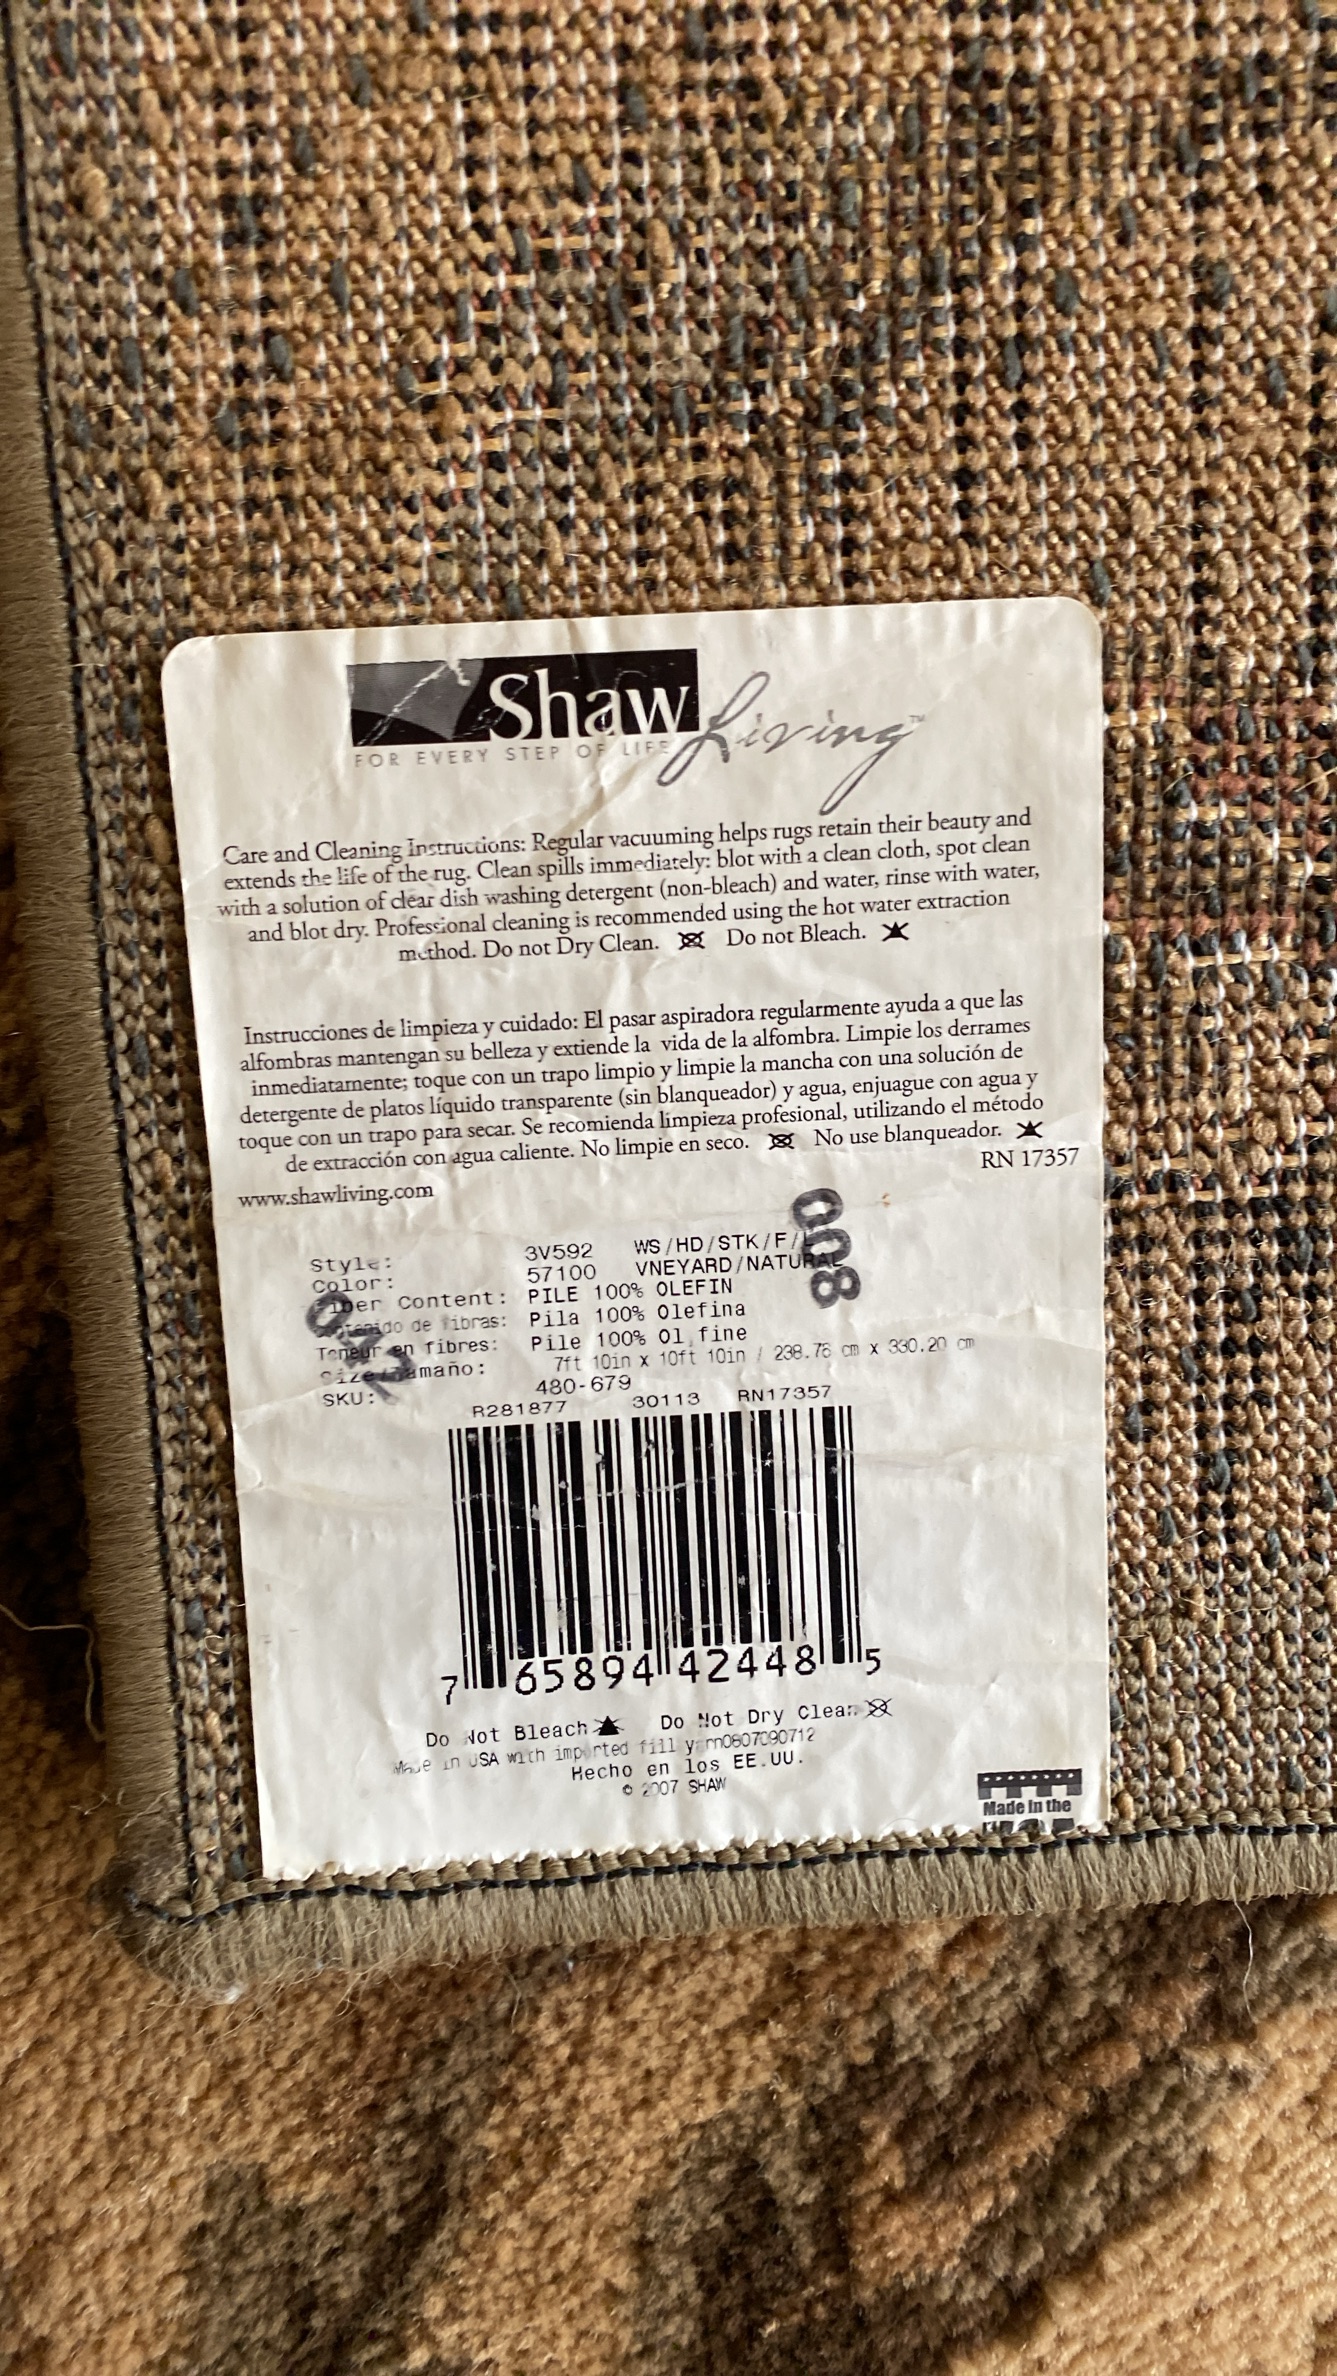 Shaw Living™
FOR EVERY STEP OF LIFE
Care and Cleaning Instructions: Regular vacuuming helps rugs retain their beauty and
extends the life of the rug. Clean spills immediately: blot with a clean cloth, spot clean
with a solution of clear dish washing detergent (non-bleach) and water, rinse with water,
and blot dry. Professional cleaning is recommended using the hot water extraction
method. Do not Dry Clean. Do not Bleach.
Instrucciones de limpieza y cuidado: El pasar aspiradora regularmente ayuda a que las
alfombras mantengan su belleza y extiende la vida de la alfombra. Limpie los derrames
inmediatamente; toque con un trapo limpio y limpie la mancha con una solución de
detergente de platos líquido transparente (sin blanqueador) y agua, enjuague con agua y
toque con un trapo para secar. Se recomienda limpieza profesional, utilizando el método
de extracción con agua caliente. No limpie en seco. No use blanqueador.
RN 17357
www.shawliving.com
Style: 3V592 WS/HD/STK/F/
Color: 57100 VNEYARD/NATURAL
Fiber Content: PILE 100% OLEFIN
Contenido de fibras: Pila 100% Olefina
Teneur en fibres: Pile 100% Ol fine
Size/Tamaño: 7ft 10in x 10ft 10in / 238.76 cm x 330.20 cm
SKU: 480-679
R281877 30113 RN17357
7 65894 42448 5
Do Not Bleach Do Not Dry Clean
Made in USA with imported fill yarn0807090712
Hecho en los EE.UU.
© 2007 SHAW
Made in the
008